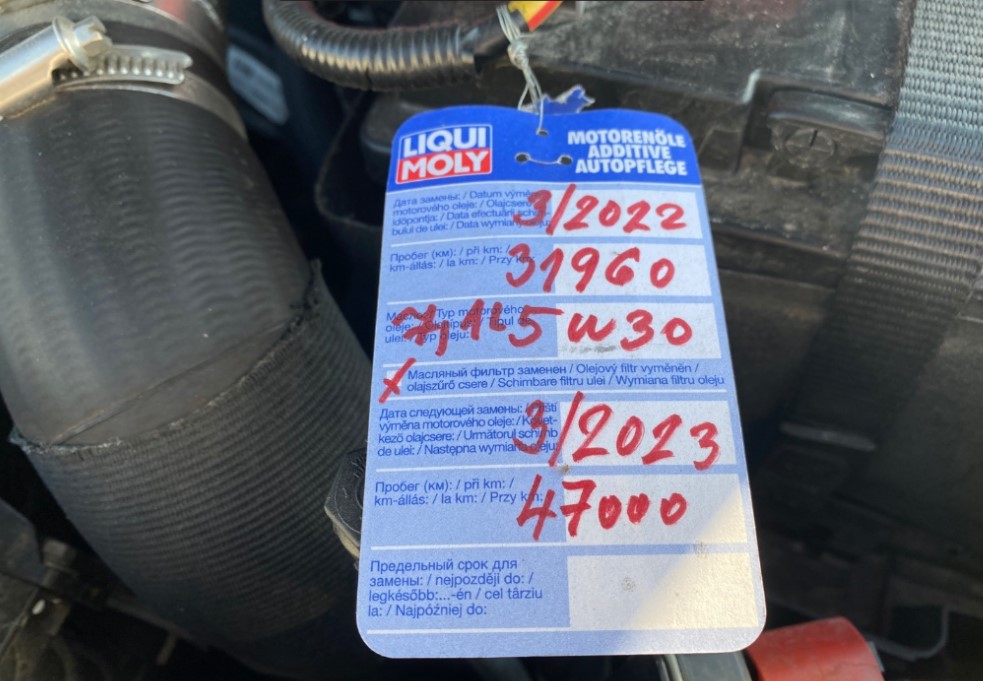 LIQUI
MOLY
MOTORENÖLE
ADDITIVE
AUTOPFLEGE
Дата замены: / Datum výměny
motorového oleje: / Olajcsere
időpontja: / Data efectuării schim-
bului de ulei: / Data wymiany oleju:
3/2022
Пробег (км): / při km: /
km-állás: / la km: / Przy km:
31960
Масло: / Typ motorového
oleje: / Olajtípus: / Tipul de
ulei: / Typ oleju:
5W30
X
Масляный фильтр заменен / Olejový filtr vyměněn /
olajszűrő csere / Schimbare filtru ulei / Wymiana filtru oleju
Дата следующей замены: / Příští
výměna motorového oleje: / Követ-
kező olajcsere: / Următorul schimb
de ulei: / Następna wymiana oleju:
3/2023
Пробег (км): / při km: /
km-állás: / la km: / Przy km:
47000
Предельный срок для
замены: / nejpozději do: /
legkésőbb:...-én / cel târziu
la: / Najpóźniej do: